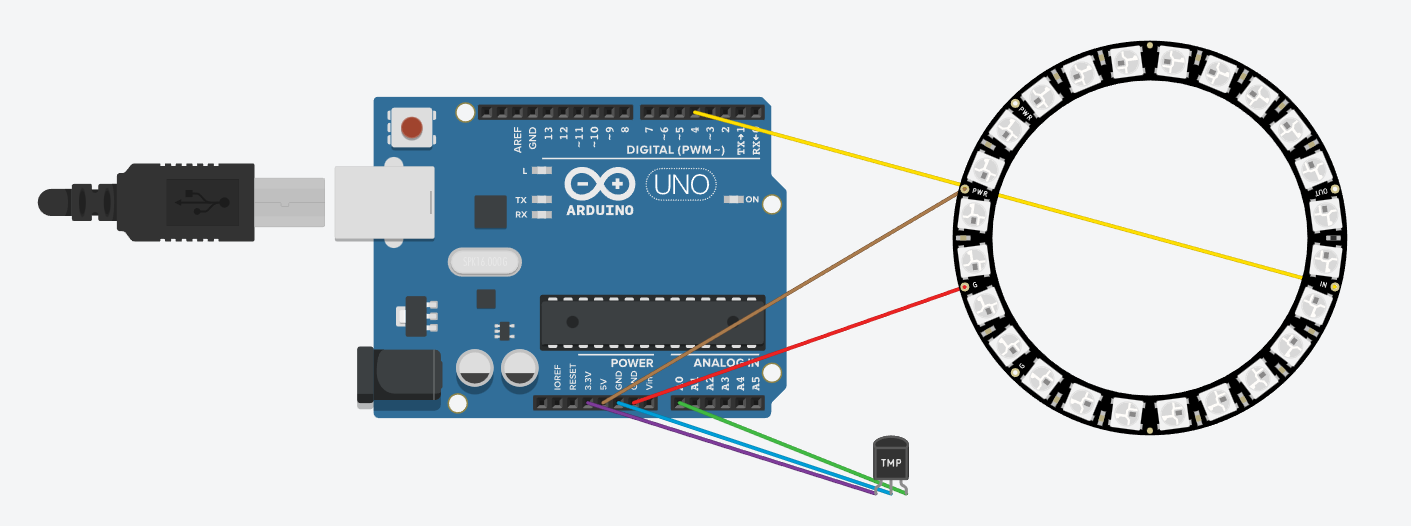 AREF
GND
13
12
~11
~10
~9
8
7
~6
~5
4
~3
2
TX→1
RX←0
DIGITAL (PWM ~)
L
TX
RX
ARDUINO
UNO
ON
IOREF
RESET
3.3V
5V
GND
GND
Vin
POWER
ANALOG IN
A0
A1
A2
A3
A4
A5
TMP
PWR
PWR
OUT
G
IN
G